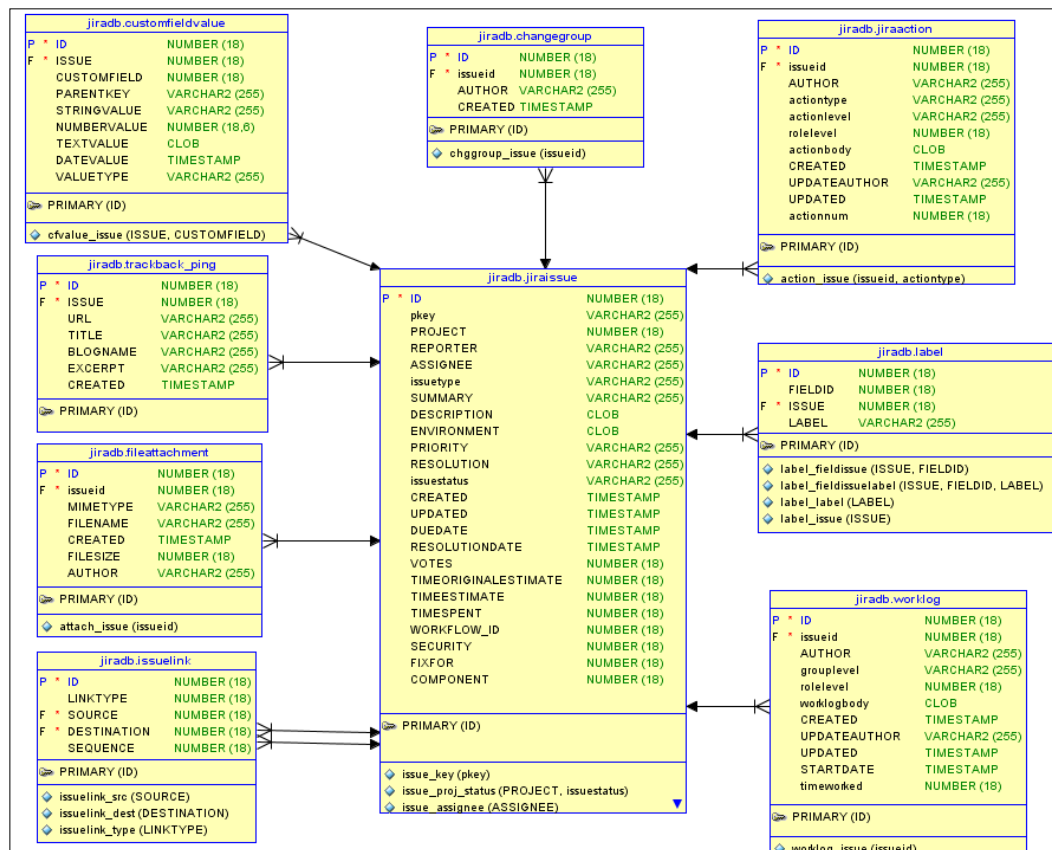 jiradb.customfieldvalue
P * ID NUMBER (18)
F * ISSUE NUMBER (18)
CUSTOMFIELD NUMBER (18)
PARENTKEY VARCHAR2 (255)
STRINGVALUE VARCHAR2 (255)
NUMBERVALUE NUMBER (18,6)
TEXTVALUE CLOB
DATEVALUE TIMESTAMP
VALUETYPE VARCHAR2 (255)
PRIMARY (ID)
cfvalue_issue (ISSUE, CUSTOMFIELD)
jiradb.changegroup
P * ID NUMBER (18)
F * issueid NUMBER (18)
AUTHOR VARCHAR2 (255)
CREATED TIMESTAMP
PRIMARY (ID)
chggroup_issue (issueid)
jiradb.jiraaction
P * ID NUMBER (18)
F * issueid NUMBER (18)
AUTHOR VARCHAR2 (255)
actiontype VARCHAR2 (255)
actionlevel VARCHAR2 (255)
rolelevel NUMBER (18)
actionbody CLOB
CREATED TIMESTAMP
UPDATEAUTHOR VARCHAR2 (255)
UPDATED TIMESTAMP
actionnum NUMBER (18)
PRIMARY (ID)
action_issue (issueid, actiontype)
jiradb.trackback_ping
P * ID NUMBER (18)
F * ISSUE NUMBER (18)
URL VARCHAR2 (255)
TITLE VARCHAR2 (255)
BLOGNAME VARCHAR2 (255)
EXCERPT VARCHAR2 (255)
CREATED TIMESTAMP
PRIMARY (ID)
jiradb.jiraissue
P * ID NUMBER (18)
pkey VARCHAR2 (255)
PROJECT NUMBER (18)
REPORTER VARCHAR2 (255)
ASSIGNEE VARCHAR2 (255)
issuetype VARCHAR2 (255)
SUMMARY VARCHAR2 (255)
DESCRIPTION CLOB
ENVIRONMENT CLOB
PRIORITY VARCHAR2 (255)
RESOLUTION VARCHAR2 (255)
issuestatus VARCHAR2 (255)
CREATED TIMESTAMP
UPDATED TIMESTAMP
DUEDATE TIMESTAMP
RESOLUTIONDATE TIMESTAMP
VOTES NUMBER (18)
TIMEORIGINALESTIMATE NUMBER (18)
TIMEESTIMATE NUMBER (18)
TIMESPENT NUMBER (18)
WORKFLOW_ID NUMBER (18)
SECURITY NUMBER (18)
FIXFOR NUMBER (18)
COMPONENT NUMBER (18)
PRIMARY (ID)
issue_key (pkey)
issue_proj_status (PROJECT, issuestatus)
issue_assignee (ASSIGNEE)
jiradb.label
P * ID NUMBER (18)
FIELDID NUMBER (18)
F * ISSUE NUMBER (18)
LABEL VARCHAR2 (255)
PRIMARY (ID)
label_fieldissue (ISSUE, FIELDID)
label_fieldissuelabel (ISSUE, FIELDID, LABEL)
label_label (LABEL)
label_issue (ISSUE)
jiradb.fileattachment
P * ID NUMBER (18)
F * issueid NUMBER (18)
MIMETYPE VARCHAR2 (255)
FILENAME VARCHAR2 (255)
CREATED TIMESTAMP
FILESIZE NUMBER (18)
AUTHOR VARCHAR2 (255)
PRIMARY (ID)
attach_issue (issueid)
jiradb.issuelink
P * ID NUMBER (18)
LINKTYPE NUMBER (18)
F * SOURCE NUMBER (18)
F * DESTINATION NUMBER (18)
SEQUENCE NUMBER (18)
PRIMARY (ID)
issuelink_src (SOURCE)
issuelink_dest (DESTINATION)
issuelink_type (LINKTYPE)
jiradb.worklog
P * ID NUMBER (18)
F * issueid NUMBER (18)
AUTHOR VARCHAR2 (255)
grouplevel VARCHAR2 (255)
rolelevel NUMBER (18)
worklogbody CLOB
CREATED TIMESTAMP
UPDATEAUTHOR VARCHAR2 (255)
UPDATED TIMESTAMP
STARTDATE TIMESTAMP
timeworked NUMBER (18)
PRIMARY (ID)
worklog_issue (issueid)